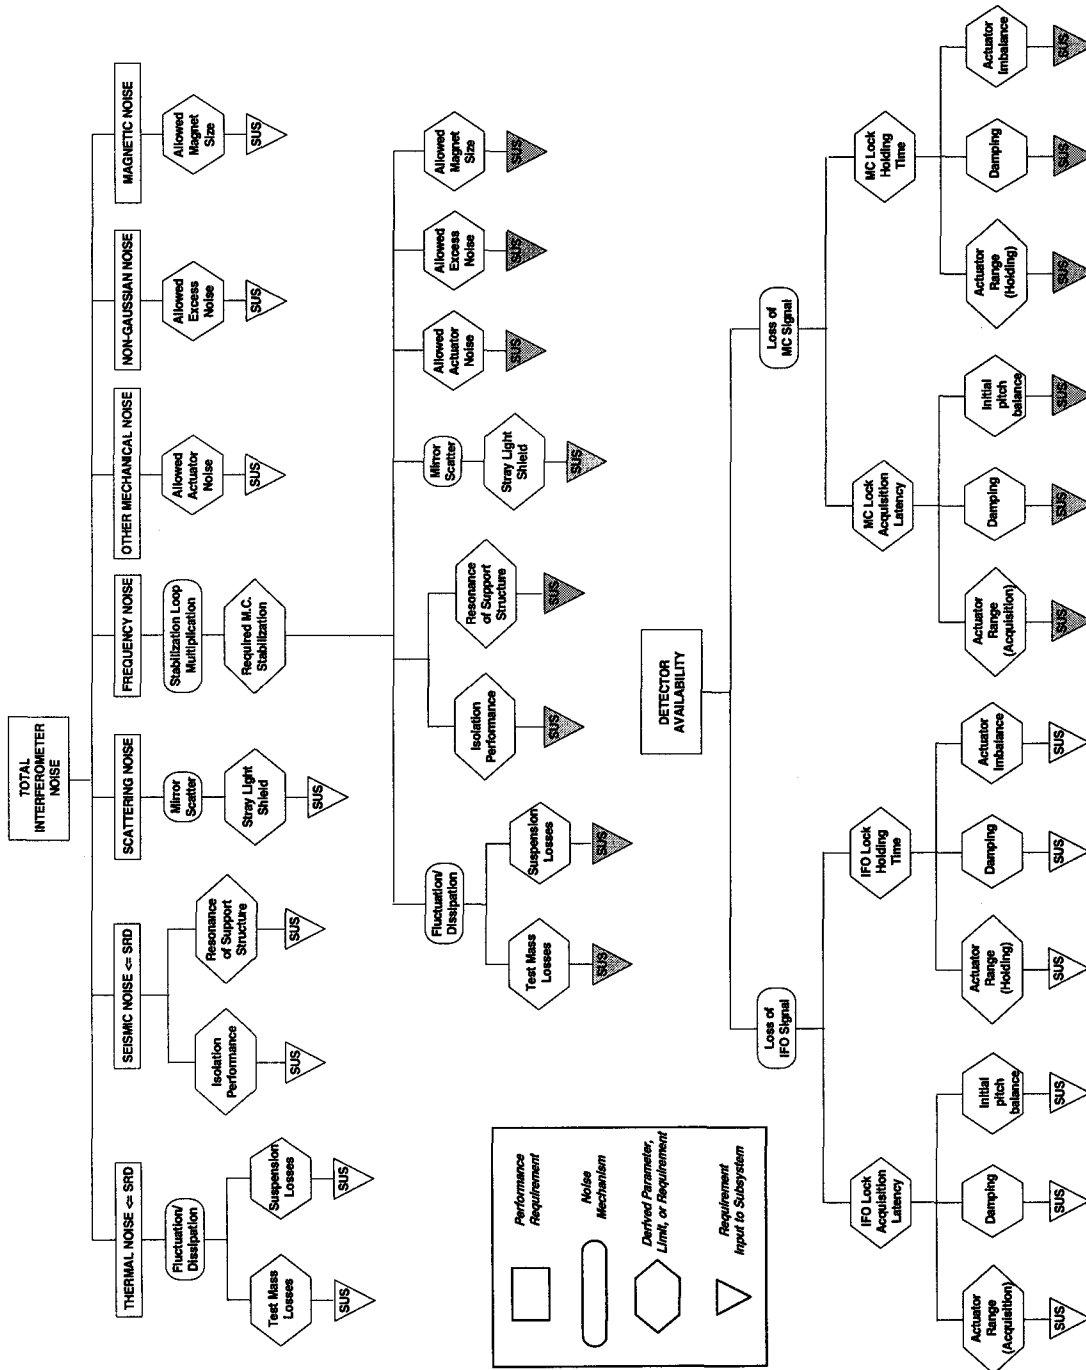 TOTAL
INTERFEROMETER
NOISE
THERMAL NOISE <= SRD
SEISMIC NOISE <= SRD
SCATTERING NOISE
FREQUENCY NOISE
OTHER MECHANICAL NOISE
NON-GAUSSIAN NOISE
MAGNETIC NOISE
Fluctuation/
Dissipation
Test Mass
Losses
SUS
Suspension
Losses
SUS
Isolation
Performance
SUS
Resonance
of Support
Structure
SUS
Mirror
Scatter
Stray Light
Shield
SUS
Stabilization Loop
Multiplication
Required M.C.
Stabilization
Allowed
Actuator
Noise
SUS
Allowed
Excess
Noise
SUS
Allowed
Magnet
Size
SUS
Fluctuation/
Dissipation
Test Mass
Losses
SUS
Suspension
Losses
SUS
Isolation
Performance
SUS
Resonance
of Support
Structure
SUS
Mirror
Scatter
Stray Light
Shield
SUS
Allowed
Actuator
Noise
SUS
Allowed
Excess
Noise
SUS
Allowed
Magnet
Size
SUS
Performance
Requirement
Noise
Mechanism
Derived Parameter,
Limit, or Requirement
Requirement
Input to Subsystem
DETECTOR
AVAILABILITY
Loss of
IFO Signal
Loss of
MC Signal
IFO Lock
Acquisition
Latency
IFO Lock
Holding
Time
MC Lock
Acquisition
Latency
MC Lock
Holding
Time
Actuator
Range
(Acquisition)
SUS
Damping
SUS
Initial
pitch
balance
SUS
Actuator
Range
(Holding)
SUS
Damping
SUS
Actuator
Imbalance
SUS
Actuator
Range
(Acquisition)
SUS
Damping
SUS
Initial
pitch
balance
SUS
Actuator
Range
(Holding)
SUS
Damping
SUS
Actuator
Imbalance
SUS